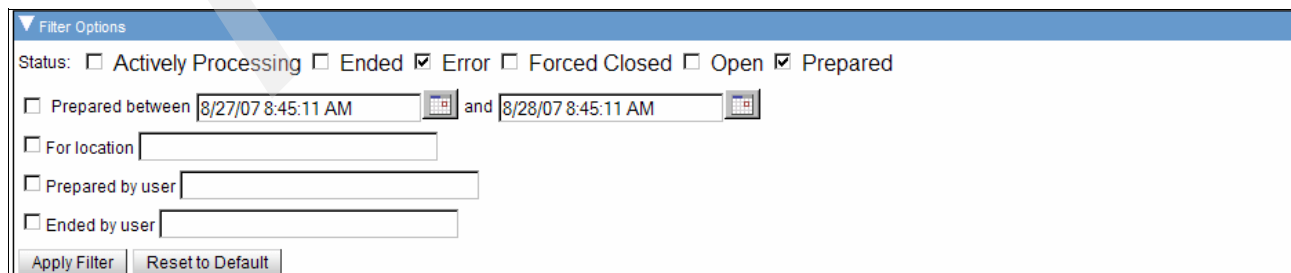 Filter Options
Status: Actively Processing Ended Error Forced Closed Open Prepared
Prepared between 8/27/07 8:45:11 AM and 8/28/07 8:45:11 AM
For location
Prepared by user
Ended by user
Apply Filter Reset to Default